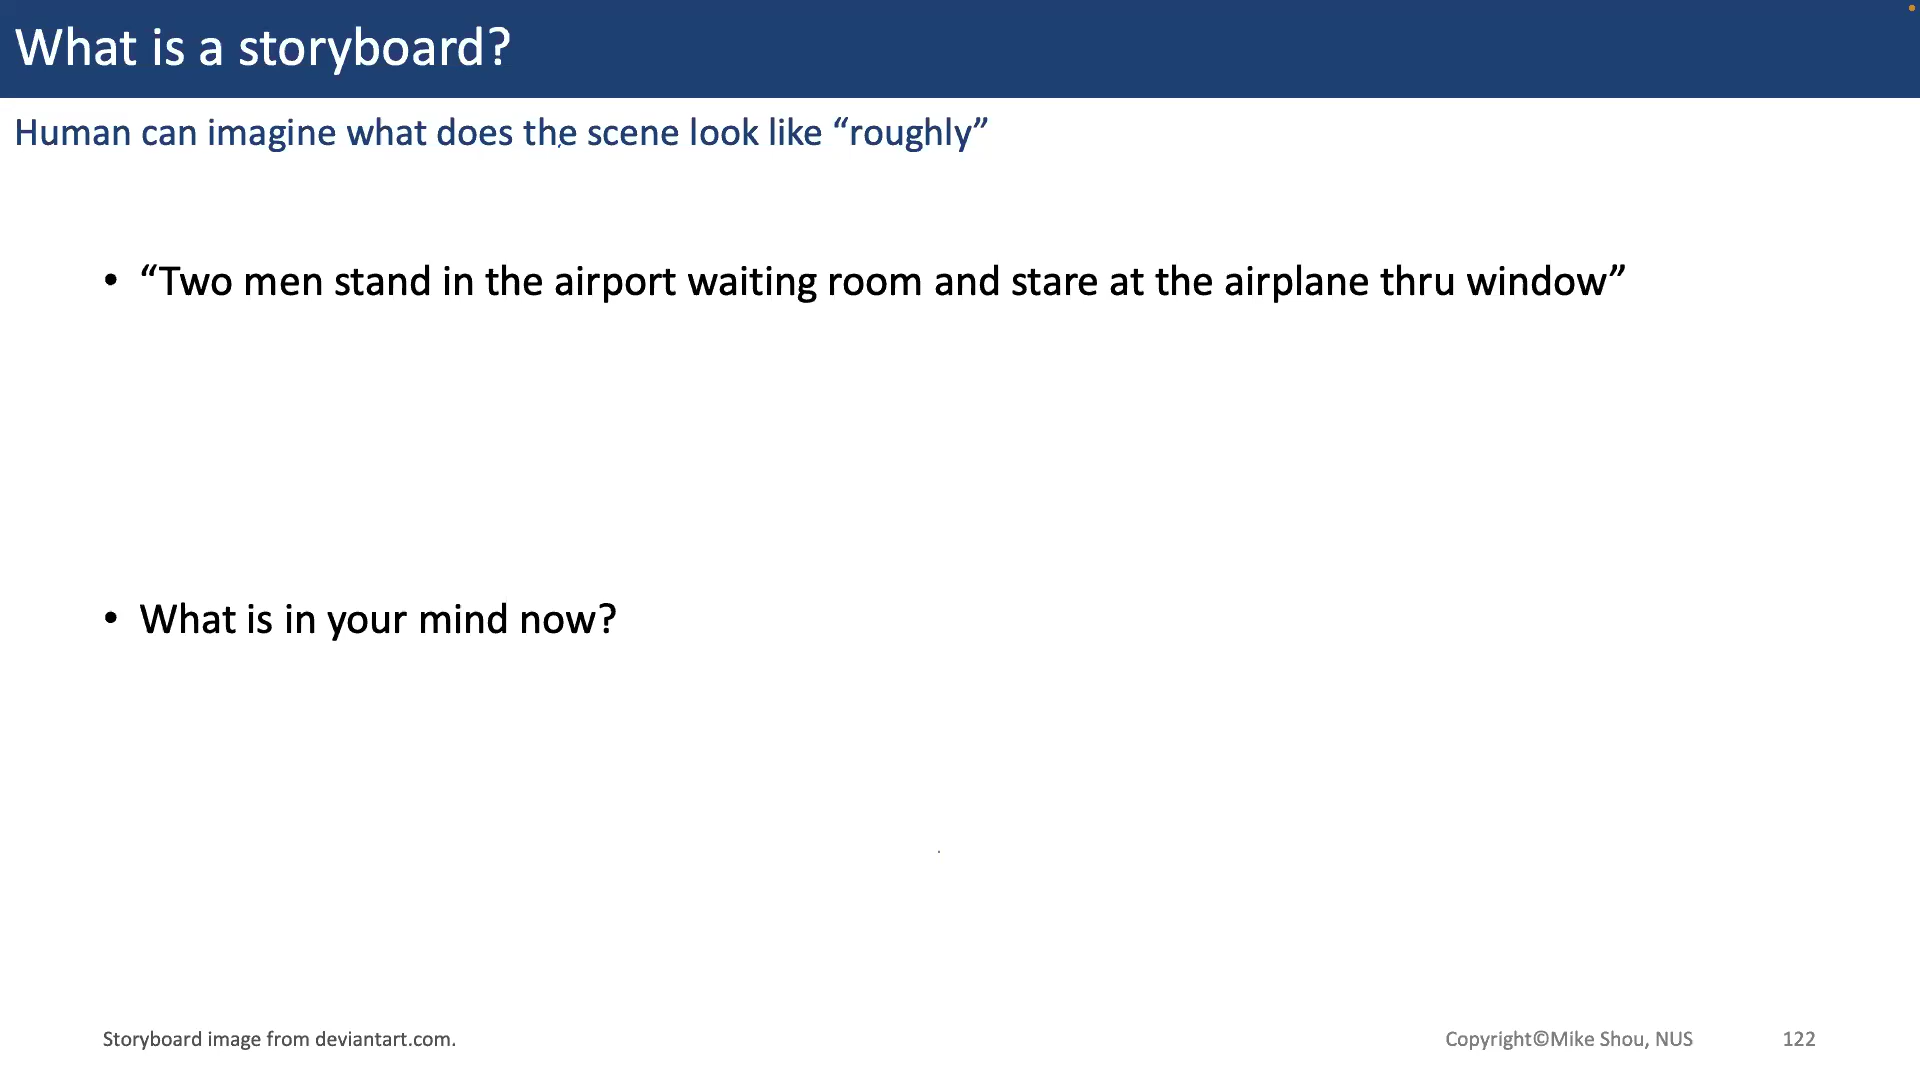 What is a storyboard?
Human can imagine what does the scene look like “roughly”
• “Two men stand in the airport waiting room and stare at the airplane thru window”
• What is in your mind now?
Storyboard image from deviantart.com.
Copyright©Mike Shou, NUS
122